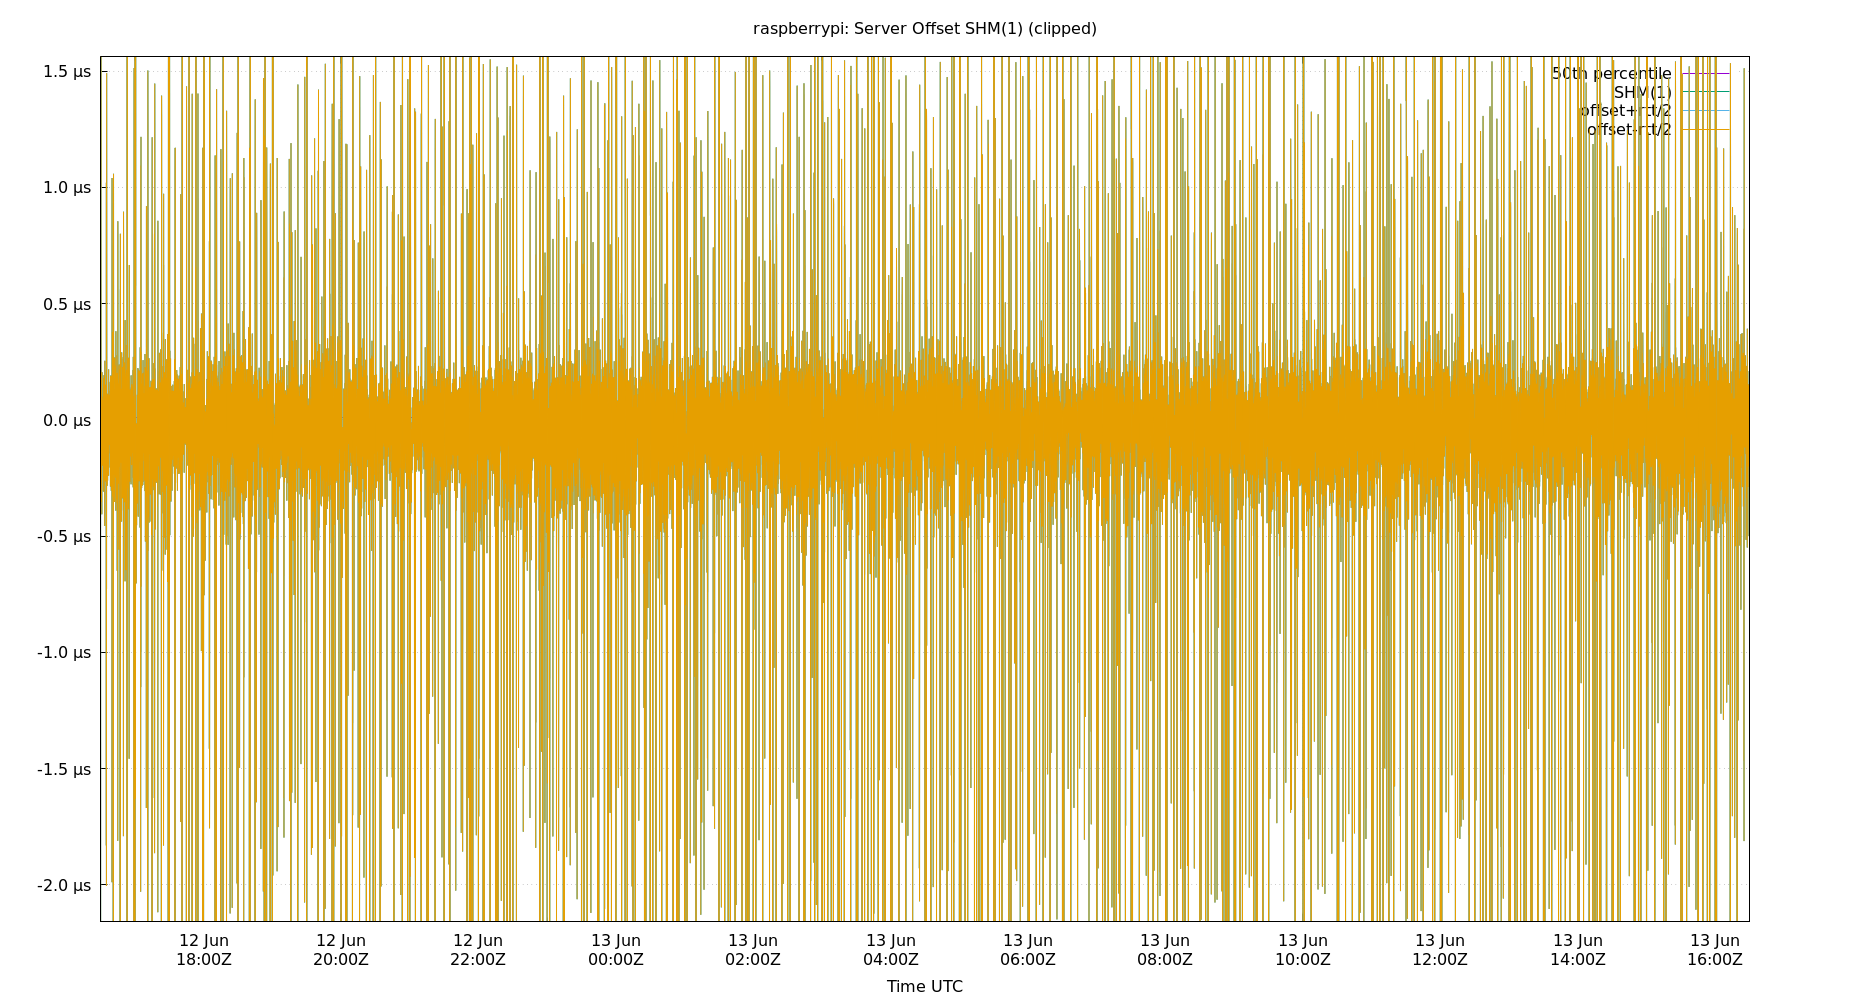 raspberrypi: Server Offset SHM(1) (clipped)
1.5 µs
1.0 µs
0.5 µs
0.0 µs
-0.5 µs
-1.0 µs
-1.5 µs
-2.0 µs
50th percentile
SHM(1)
offset+rtt/2
offset-rtt/2
12 Jun 12 Jun 12 Jun 13 Jun 13 Jun 13 Jun 13 Jun 13 Jun 13 Jun 13 Jun 13 Jun 13 Jun
18:00Z 20:00Z 22:00Z 00:00Z 02:00Z 04:00Z 06:00Z 08:00Z 10:00Z 12:00Z 14:00Z 16:00Z
Time UTC